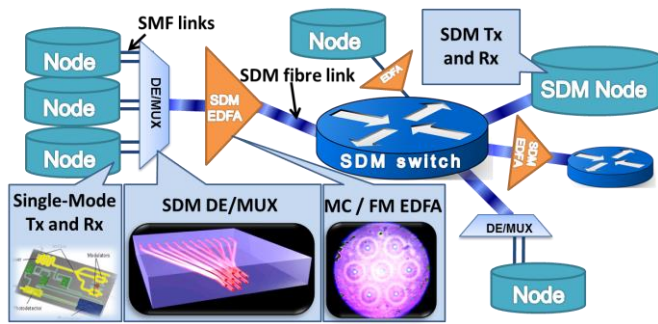 SMF links
Node
Node
Node
DE/MUX
SDM
EDFA
SDM fibre link
Node
EDFA
SDM Tx
and Rx
SDM Node
SDM switch
SDM
EDFA
DE/MUX
Node
Single-Mode
Tx and Rx
Modulators
SDM DE/MUX
MC / FM EDFA